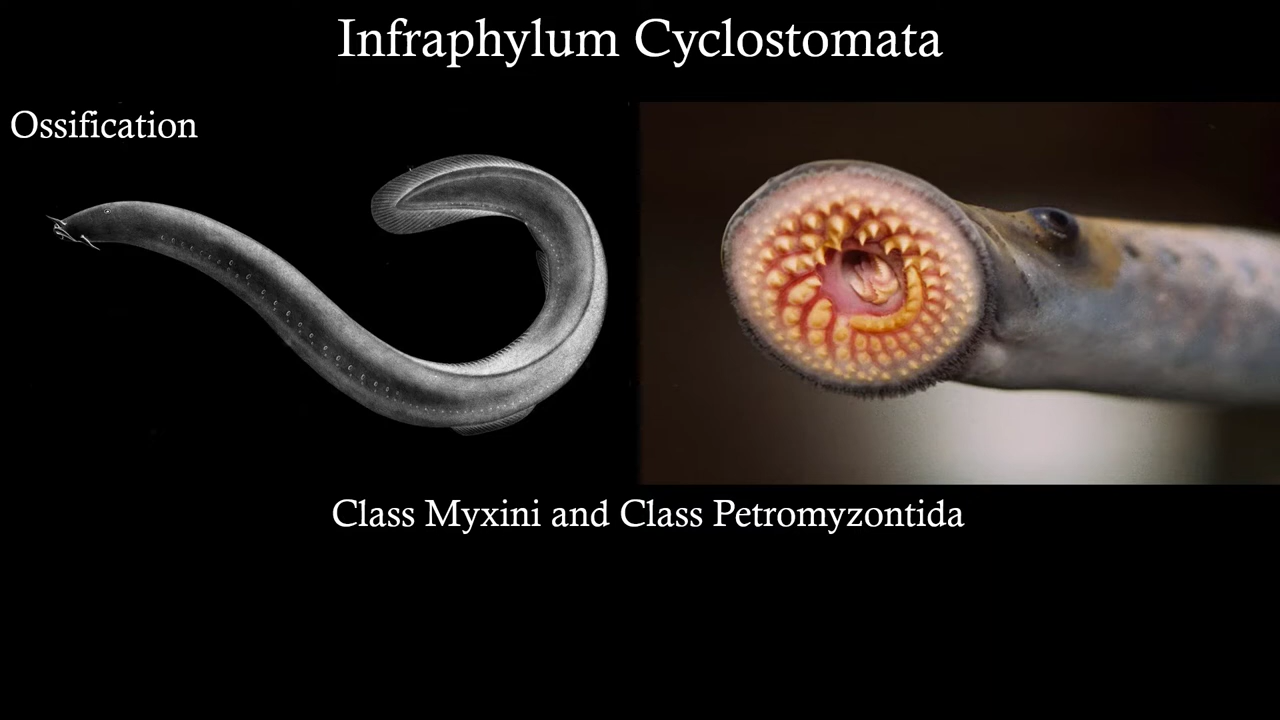 Infraphylum Cyclostomata
Ossification
Class Myxini and Class Petromyzontida